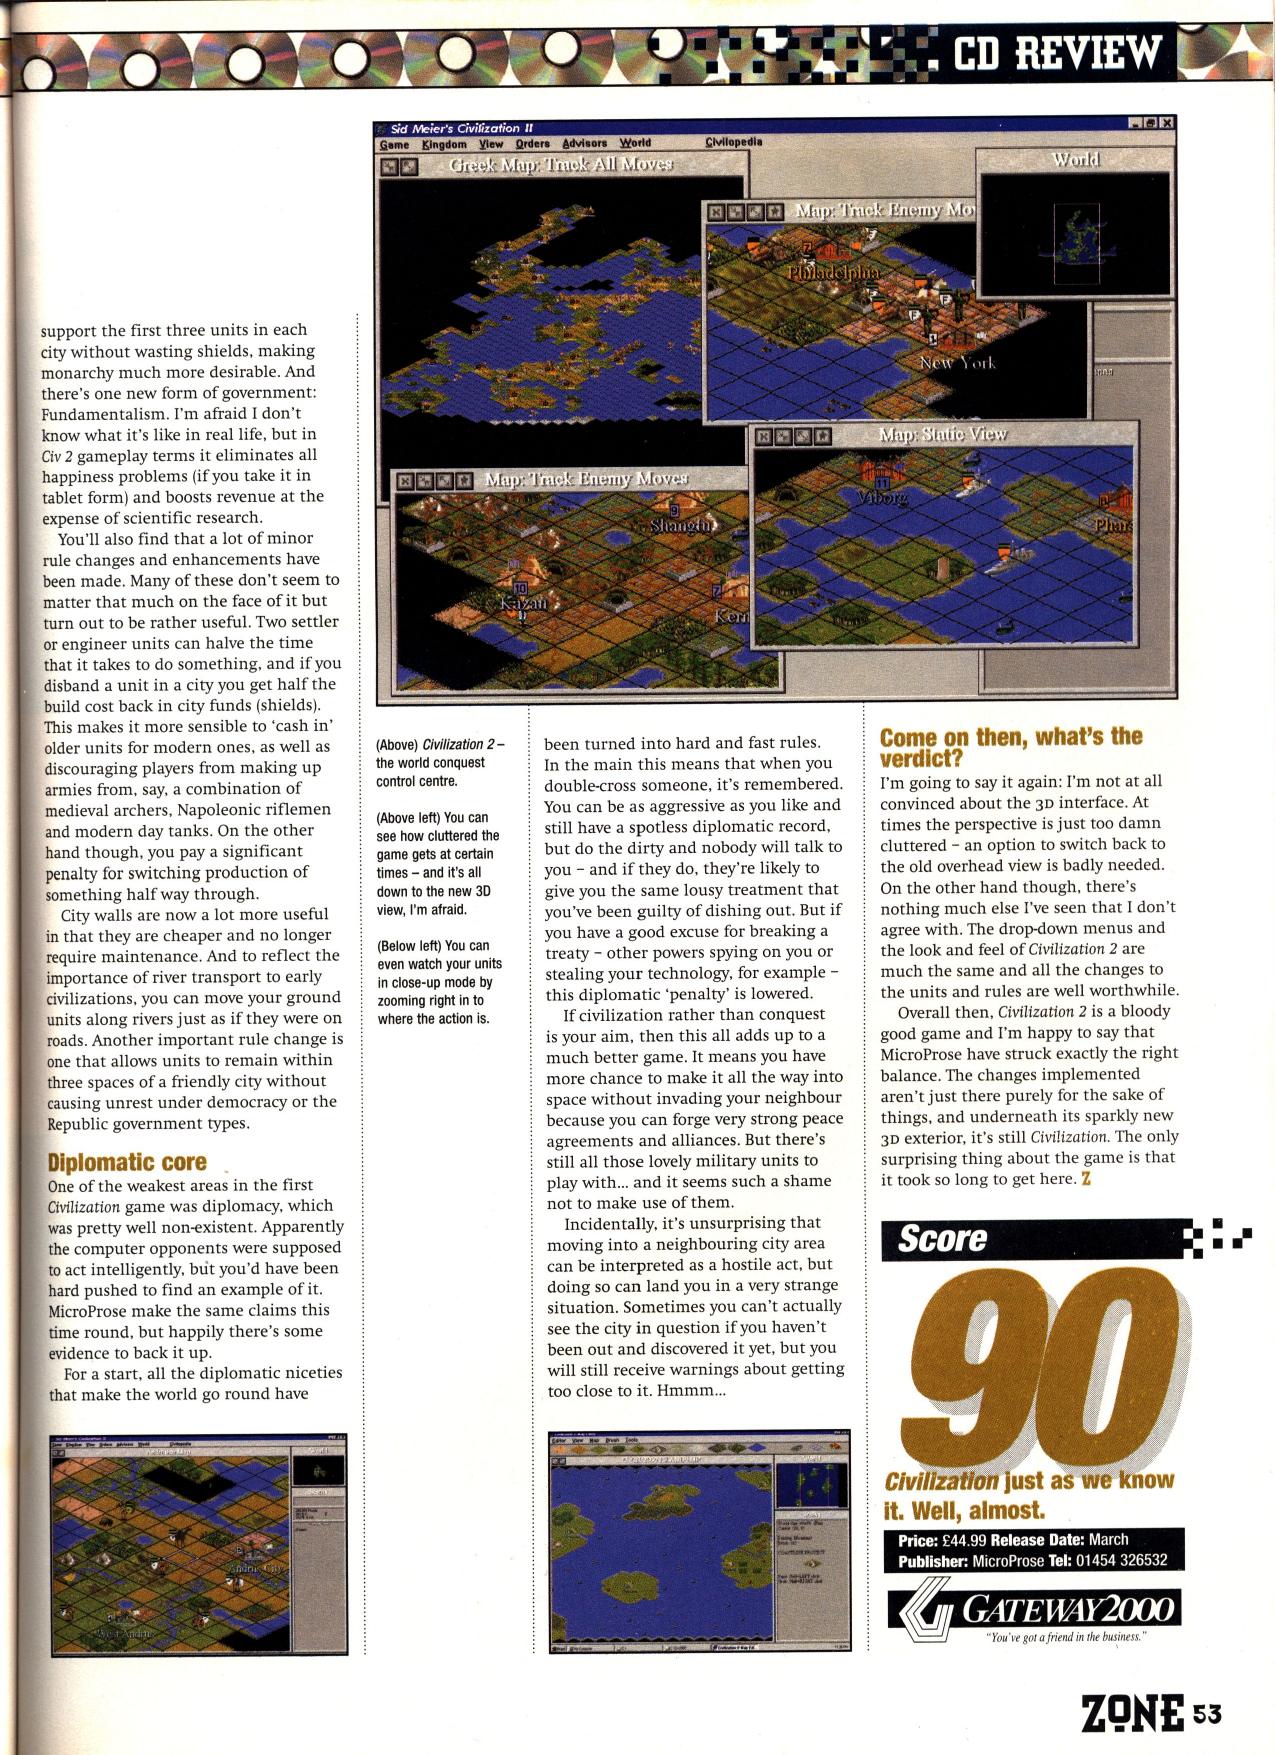 CD REVIEW
Sid Meier's Civilization II
Game Kingdom View Orders Advisors World Civilopedia
Greek Map: Track All Moves
World
Map: Track Enemy Mo
Philadelphia
New York
Map: Static View
11
Viborg
Phar
Map: Track Enemy Moves
9
Shangtu
10
Kazan
7
Ker
support the first three units in each
city without wasting shields, making
monarchy much more desirable. And
there's one new form of government:
Fundamentalism. I'm afraid I don't
know what it's like in real life, but in
Civ 2 gameplay terms it eliminates all
happiness problems (if you take it in
tablet form) and boosts revenue at the
expense of scientific research.
You'll also find that a lot of minor
rule changes and enhancements have
been made. Many of these don't seem to
matter that much on the face of it but
turn out to be rather useful. Two settler
or engineer units can halve the time
that it takes to do something, and if you
disband a unit in a city you get half the
build cost back in city funds (shields).
This makes it more sensible to 'cash in'
older units for modern ones, as well as
discouraging players from making up
armies from, say, a combination of
medieval archers, Napoleonic riflemen
and modern day tanks. On the other
hand though, you pay a significant
penalty for switching production of
something half way through.
City walls are now a lot more useful
in that they are cheaper and no longer
require maintenance. And to reflect the
importance of river transport to early
civilizations, you can move your ground
units along rivers just as if they were on
roads. Another important rule change is
one that allows units to remain within
three spaces of a friendly city without
causing unrest under democracy or the
Republic government types.
Diplomatic core
One of the weakest areas in the first
Civilization game was diplomacy, which
was pretty well non-existent. Apparently
the computer opponents were supposed
to act intelligently, but you'd have been
hard pushed to find an example of it.
MicroProse make the same claims this
time round, but happily there's some
evidence to back it up.
For a start, all the diplomatic niceties
that make the world go round have
(Above) Civilization 2 –
the world conquest
control centre.
(Above left) You can
see how cluttered the
game gets at certain
times – and it's all
down to the new 3D
view, I'm afraid.
(Below left) You can
even watch your units
in close-up mode by
zooming right in to
where the action is.
been turned into hard and fast rules.
In the main this means that when you
double-cross someone, it's remembered.
You can be as aggressive as you like and
still have a spotless diplomatic record,
but do the dirty and nobody will talk to
you – and if they do, they're likely to
give you the same lousy treatment that
you've been guilty of dishing out. But if
you have a good excuse for breaking a
treaty – other powers spying on you or
stealing your technology, for example –
this diplomatic 'penalty' is lowered.
If civilization rather than conquest
is your aim, then this all adds up to a
much better game. It means you have
more chance to make it all the way into
space without invading your neighbour
because you can forge very strong peace
agreements and alliances. But there's
still all those lovely military units to
play with... and it seems such a shame
not to make use of them.
Incidentally, it's unsurprising that
moving into a neighbouring city area
can be interpreted as a hostile act, but
doing so can land you in a very strange
situation. Sometimes you can't actually
see the city in question if you haven't
been out and discovered it yet, but you
will still receive warnings about getting
too close to it. Hmmm...
Come on then, what's the
verdict?
I'm going to say it again: I'm not at all
convinced about the 3D interface. At
times the perspective is just too damn
cluttered – an option to switch back to
the old overhead view is badly needed.
On the other hand though, there's
nothing much else I've seen that I don't
agree with. The drop-down menus and
the look and feel of Civilization 2 are
much the same and all the changes to
the units and rules are well worthwhile.
Overall then, Civilization 2 is a bloody
good game and I'm happy to say that
MicroProse have struck exactly the right
balance. The changes implemented
aren't just there purely for the sake of
things, and underneath its sparkly new
3D exterior, it's still Civilization. The only
surprising thing about the game is that
it took so long to get here. Z
Score
90
Civilization just as we know
it. Well, almost.
Price: £44.99 Release Date: March
Publisher: MicroProse Tel: 01454 326532
GATEWAY2000
"You've got a friend in the business."
ZONE 53